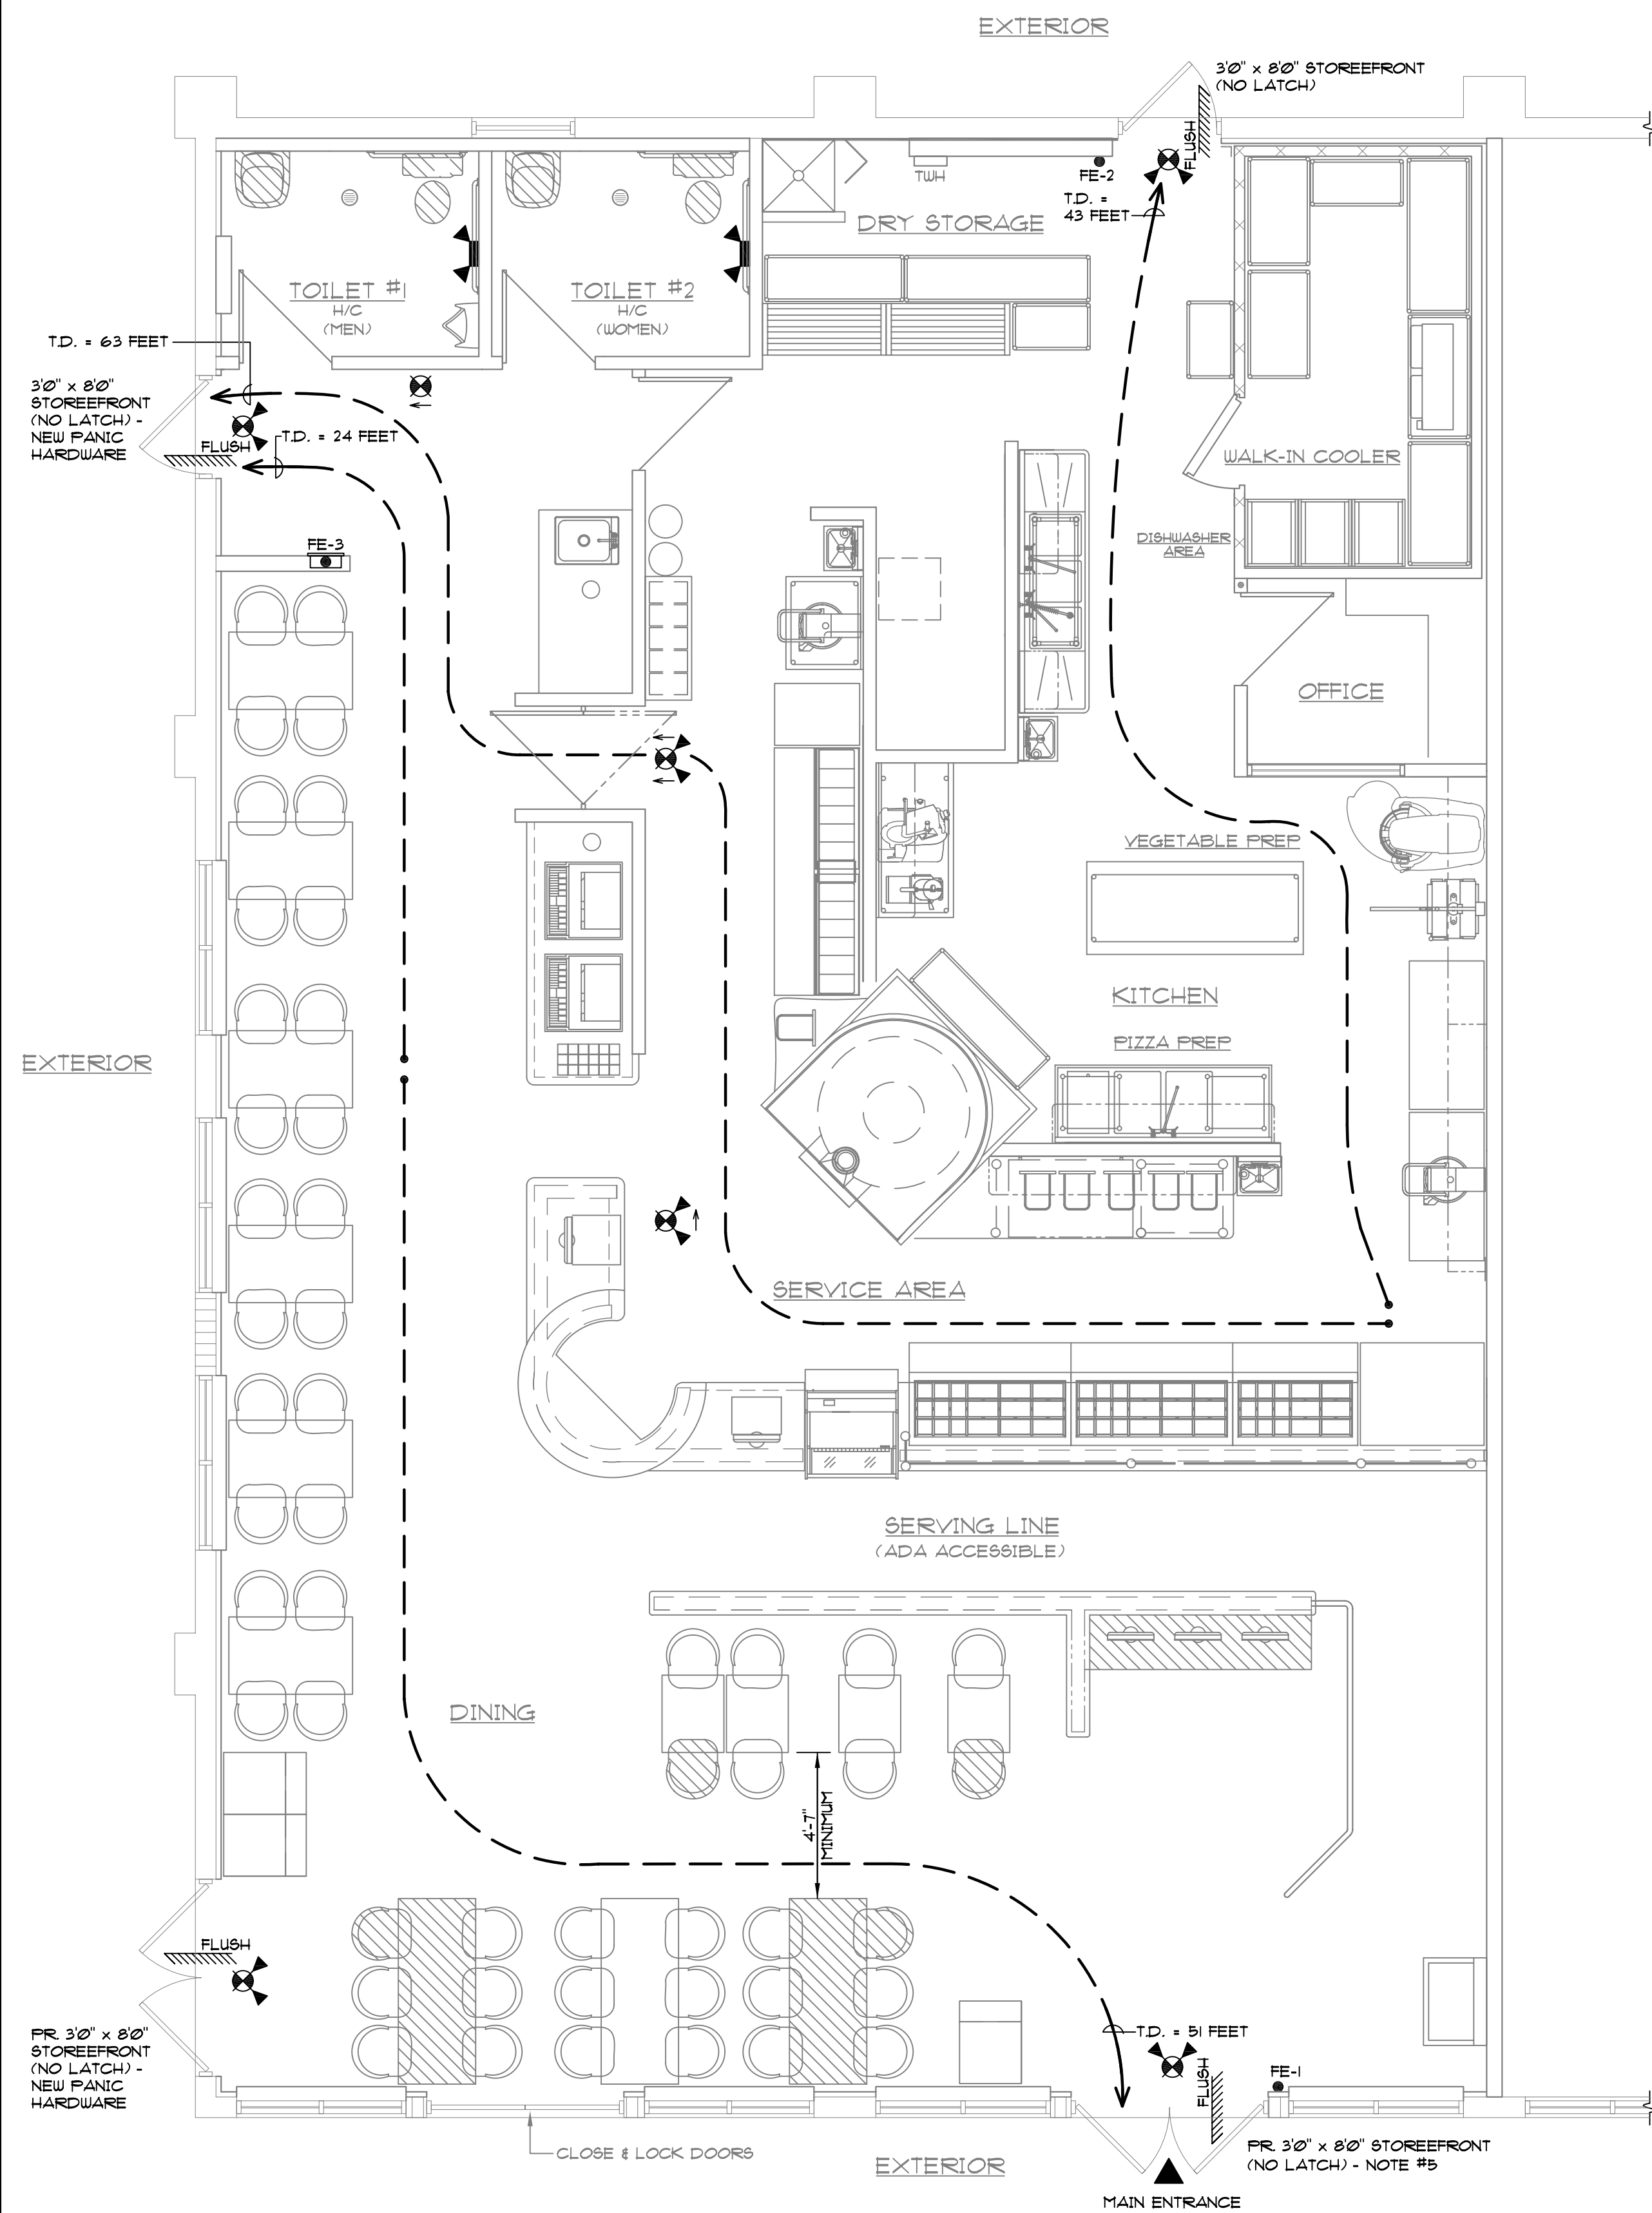 EXTERIOR
3'0" x 8'0" STOREEFRONT
(NO LATCH)
FLUSH
TWH
FE-2
T.D. =
43 FEET
DRY STORAGE
TOILET #1
H/C
(MEN)
TOILET #2
H/C
(WOMEN)
T.D. = 63 FEET
3'0" x 8'0"
STOREEFRONT
(NO LATCH) -
NEW PANIC
HARDWARE
FLUSH
T.D. = 24 FEET
WALK-IN COOLER
DISHWASHER
AREA
FE-3
OFFICE
VEGETABLE PREP
KITCHEN
PIZZA PREP
EXTERIOR
SERVICE AREA
SERVING LINE
(ADA ACCESSIBLE)
DINING
4'-7"
MINIMUM
FLUSH
PR. 3'0" x 8'0"
STOREEFRONT
(NO LATCH) -
NEW PANIC
HARDWARE
T.D. = 51 FEET
FLUSH
FE-1
CLOSE & LOCK DOORS
EXTERIOR
PR. 3'0" x 8'0" STOREEFRONT
(NO LATCH) - NOTE #5
MAIN ENTRANCE